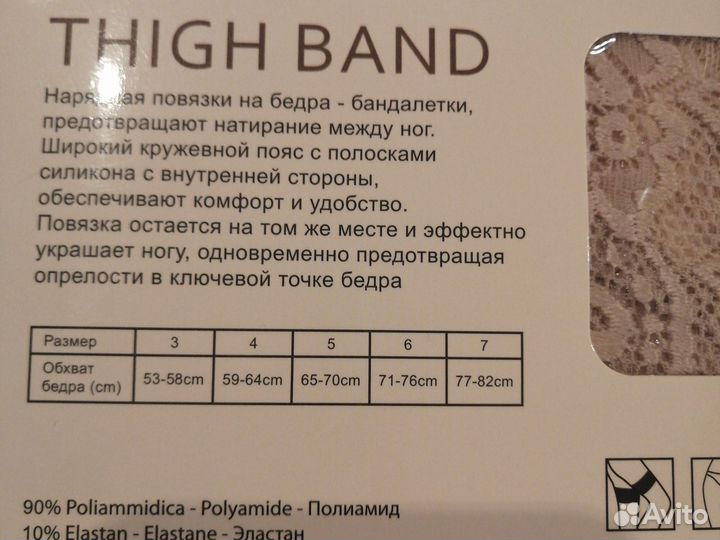 THIGH BAND
Нарядная повязки на бедра - бандалетки,
предотвращают натирание между ног.
Широкий кружевной пояс с полосками
силикона с внутренней стороны,
обеспечивают комфорт и удобство.
Повязка остается на том же месте и эффектно
украшает ногу, одновременно предотвращая
опрелости в ключевой точке бедра
Размер 3 4 5 6 7
Обхват
бедра (cm) 53-58cm 59-64cm 65-70cm 71-76cm 77-82cm
90% Poliammidica - Polyamide - Полиамид
10% Elastan - Elastane - Эластан
Avito